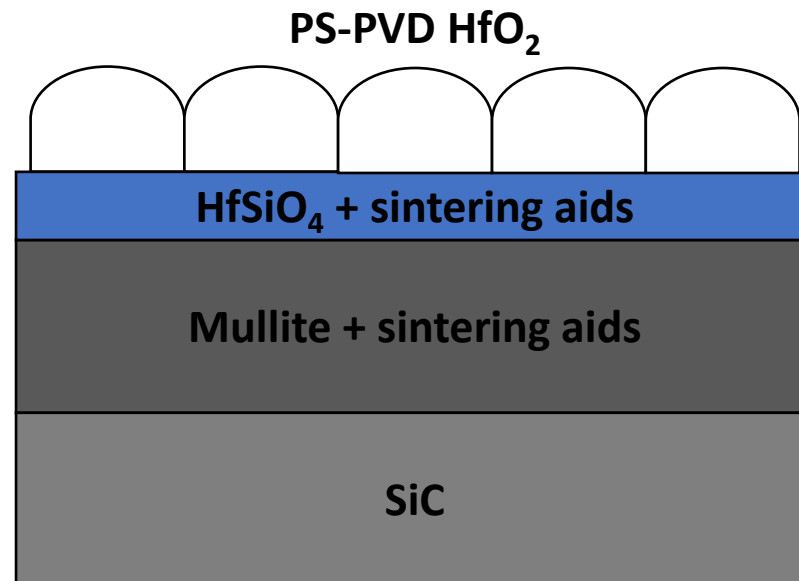 PS-PVD HfO₂
HfSiO₄ + sintering aids
Mullite + sintering aids
SiC